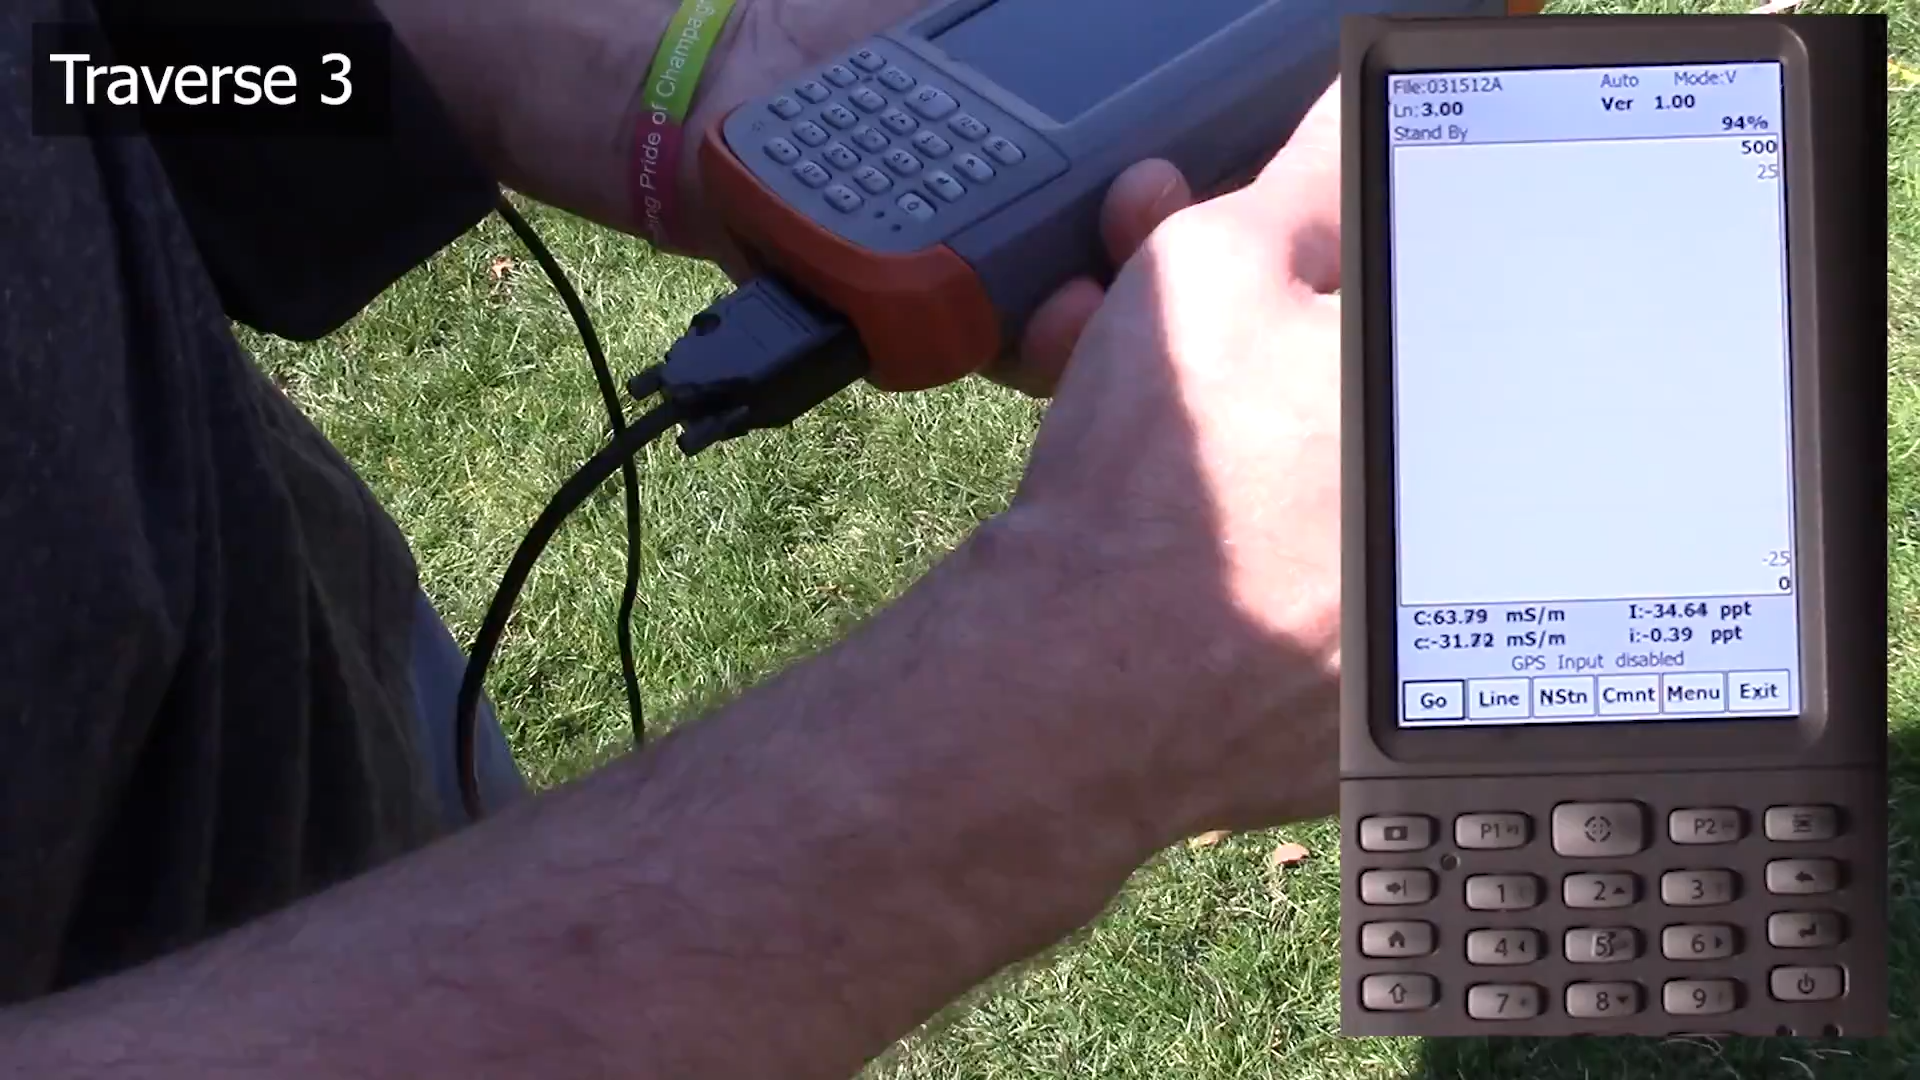 Traverse 3
ing Pride of Champaig
File:031512A Auto Mode:V
Ln:3.00 Ver 1.00
Stand By 94%
500
25
-25
0
C:63.79 mS/m I:-34.64 ppt
c:-31.72 mS/m i:-0.39 ppt
GPS Input disabled
Go Line NStn Cmnt Menu Exit
P1 P2
1 2 3
4 5 6
7 8 9